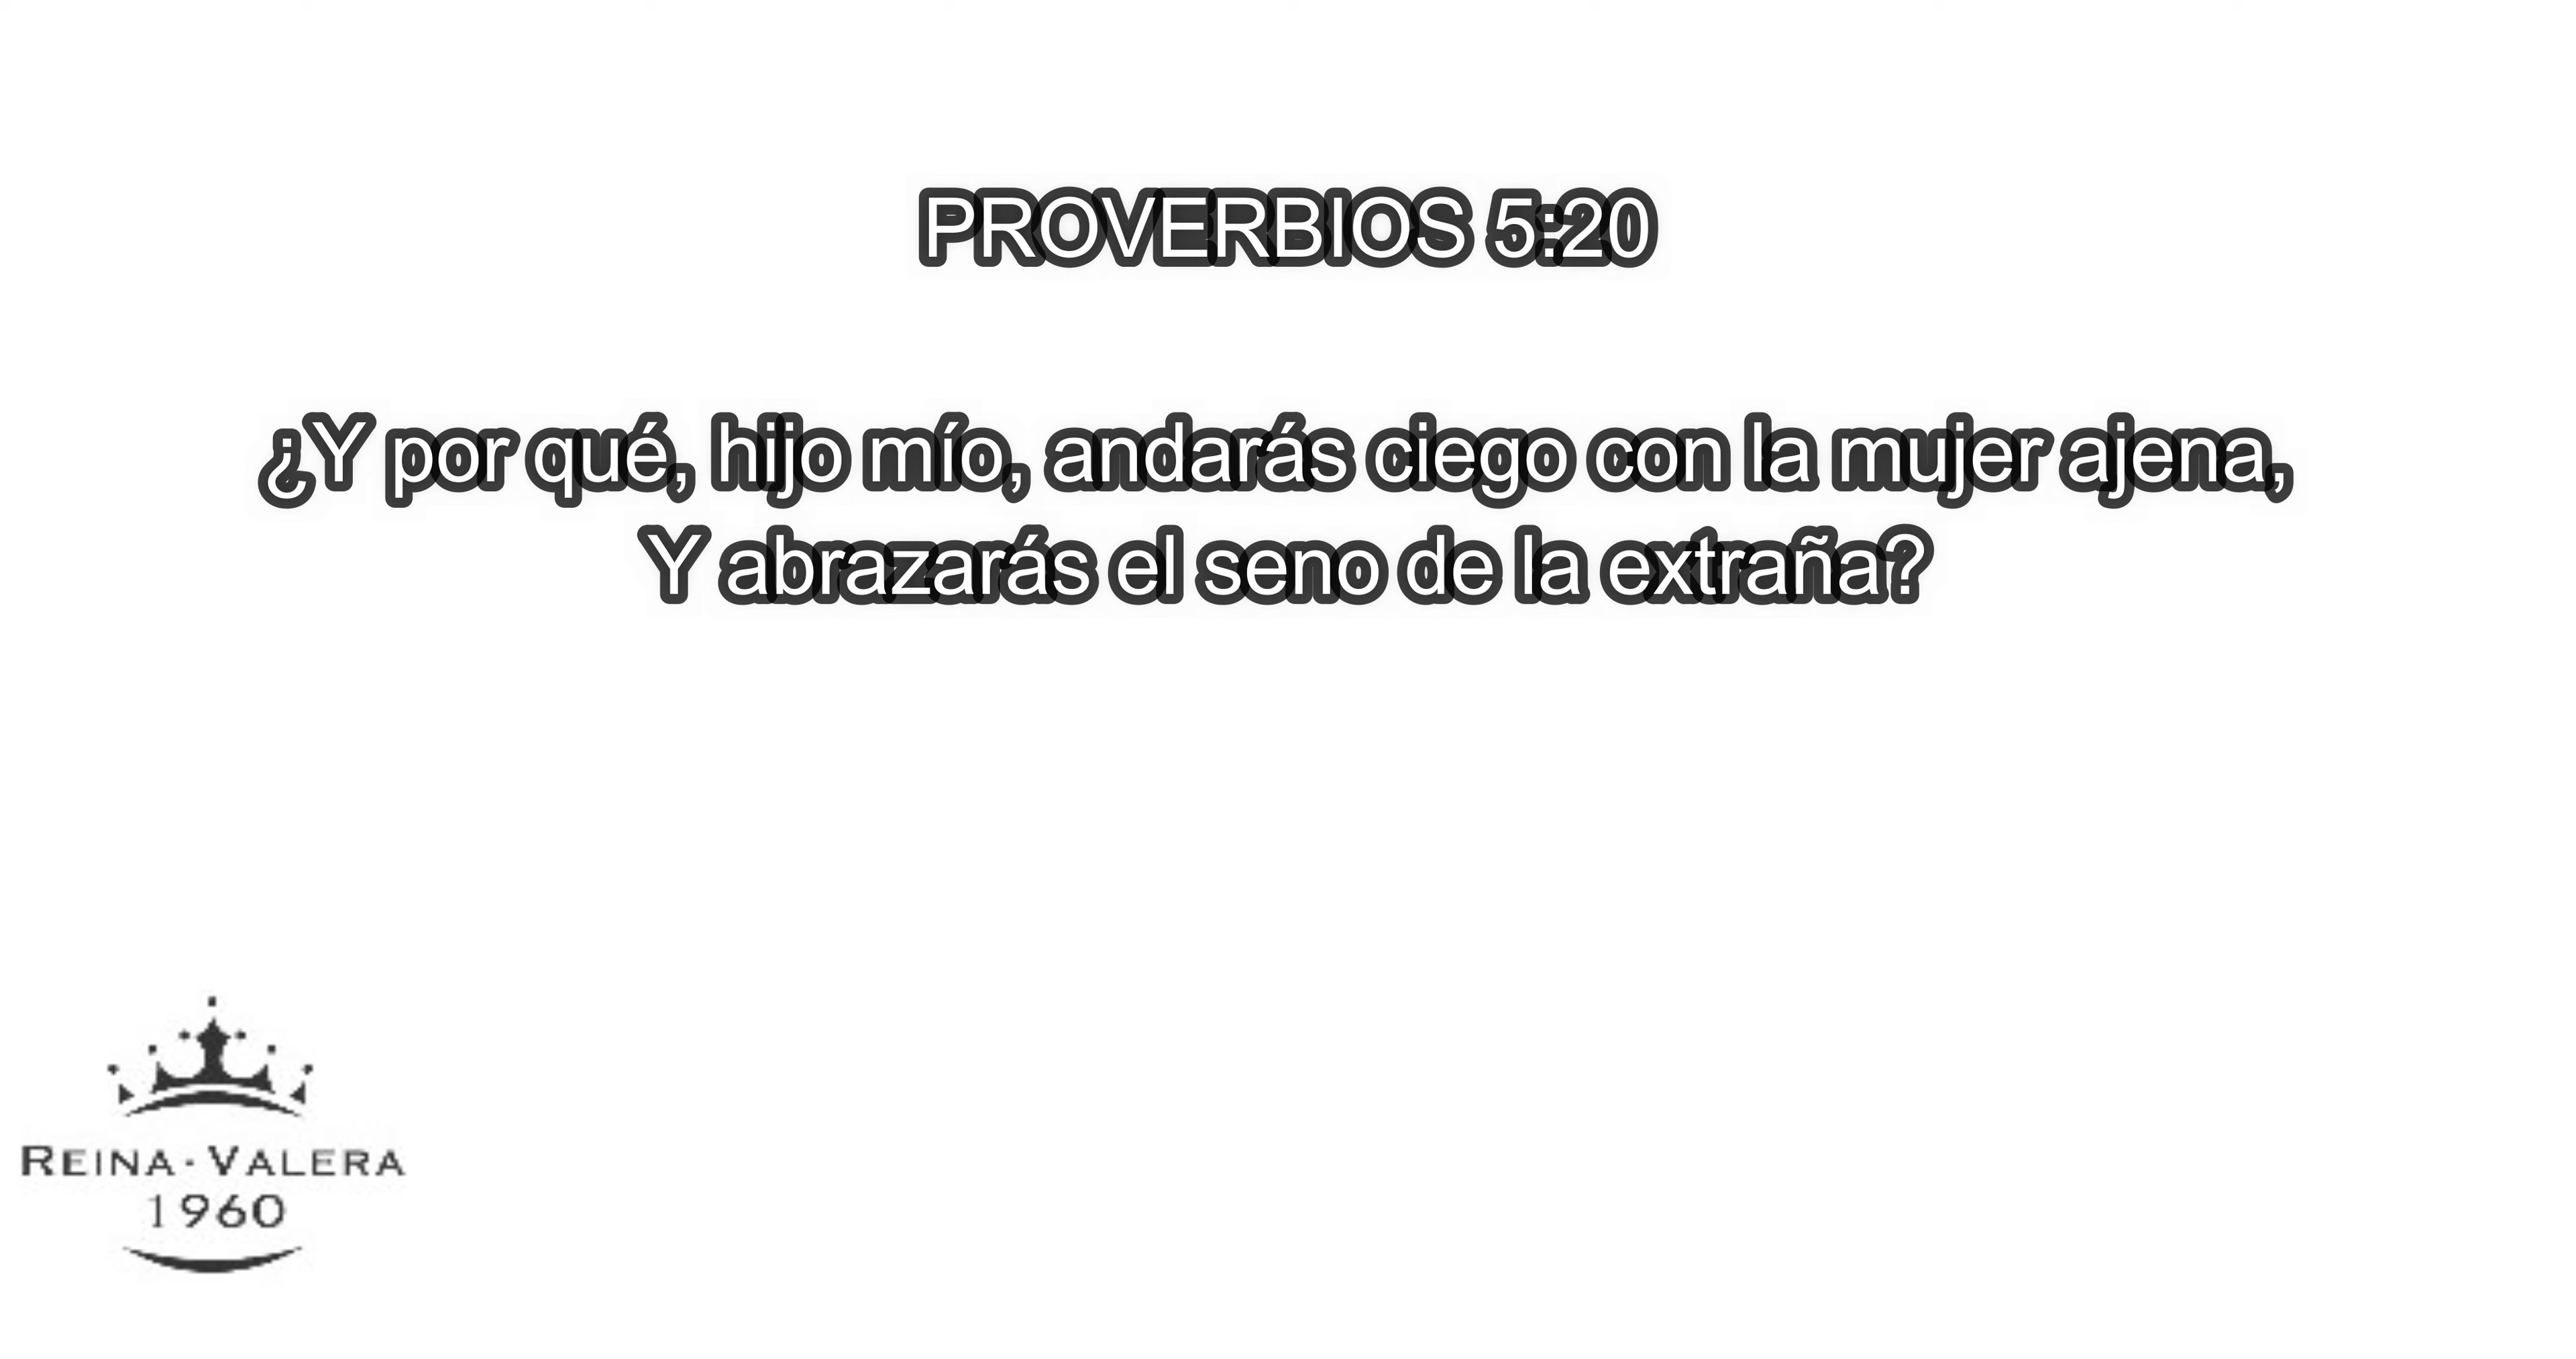 PROVERBIOS 5:20
¿Y por qué, hijo mío, andarás ciego con la mujer ajena,
Y abrazarás el seno de la extraña?
REINA·VALERA
1960